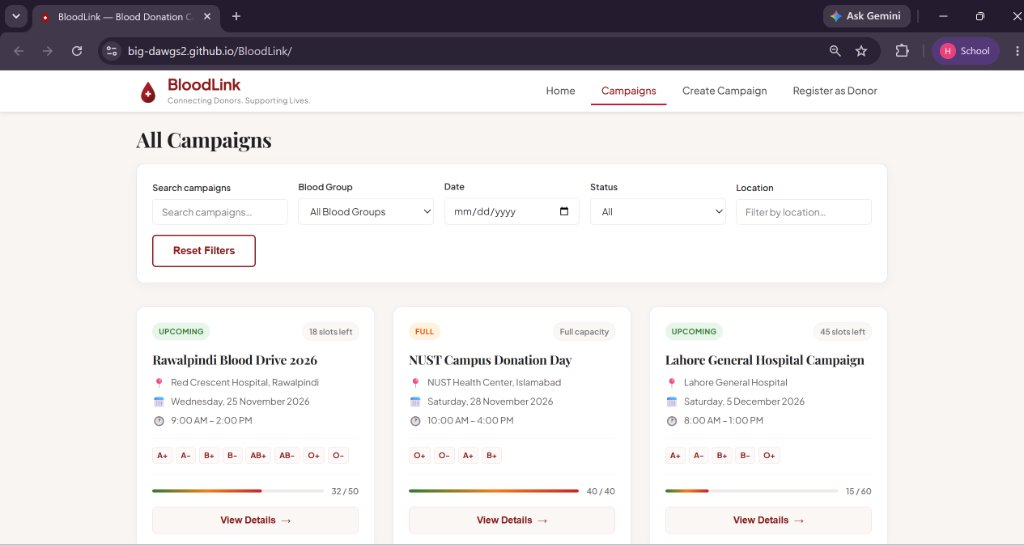 BloodLink — Blood Donation C
Ask Gemini
big-dawgs2.github.io/BloodLink/
H School
BloodLink
Connecting Donors. Supporting Lives.
Home Campaigns Create Campaign Register as Donor
All Campaigns
Search campaigns Blood Group Date Status Location
Search campaigns... All Blood Groups mm/dd/yyyy All Filter by location...
Reset Filters
UPCOMING 18 slots left
Rawalpindi Blood Drive 2026
Red Crescent Hospital, Rawalpindi
Wednesday, 25 November 2026
9:00 AM – 2:00 PM
A+ A- B+ B- AB+ AB- O+ O-
32 / 50
View Details →
FULL Full capacity
NUST Campus Donation Day
NUST Health Center, Islamabad
Saturday, 28 November 2026
10:00 AM – 4:00 PM
O+ O- A+ B+
40 / 40
View Details →
UPCOMING 45 slots left
Lahore General Hospital Campaign
Lahore General Hospital
Saturday, 5 December 2026
8:00 AM – 1:00 PM
A+ A- B+ B- O+
15 / 60
View Details →